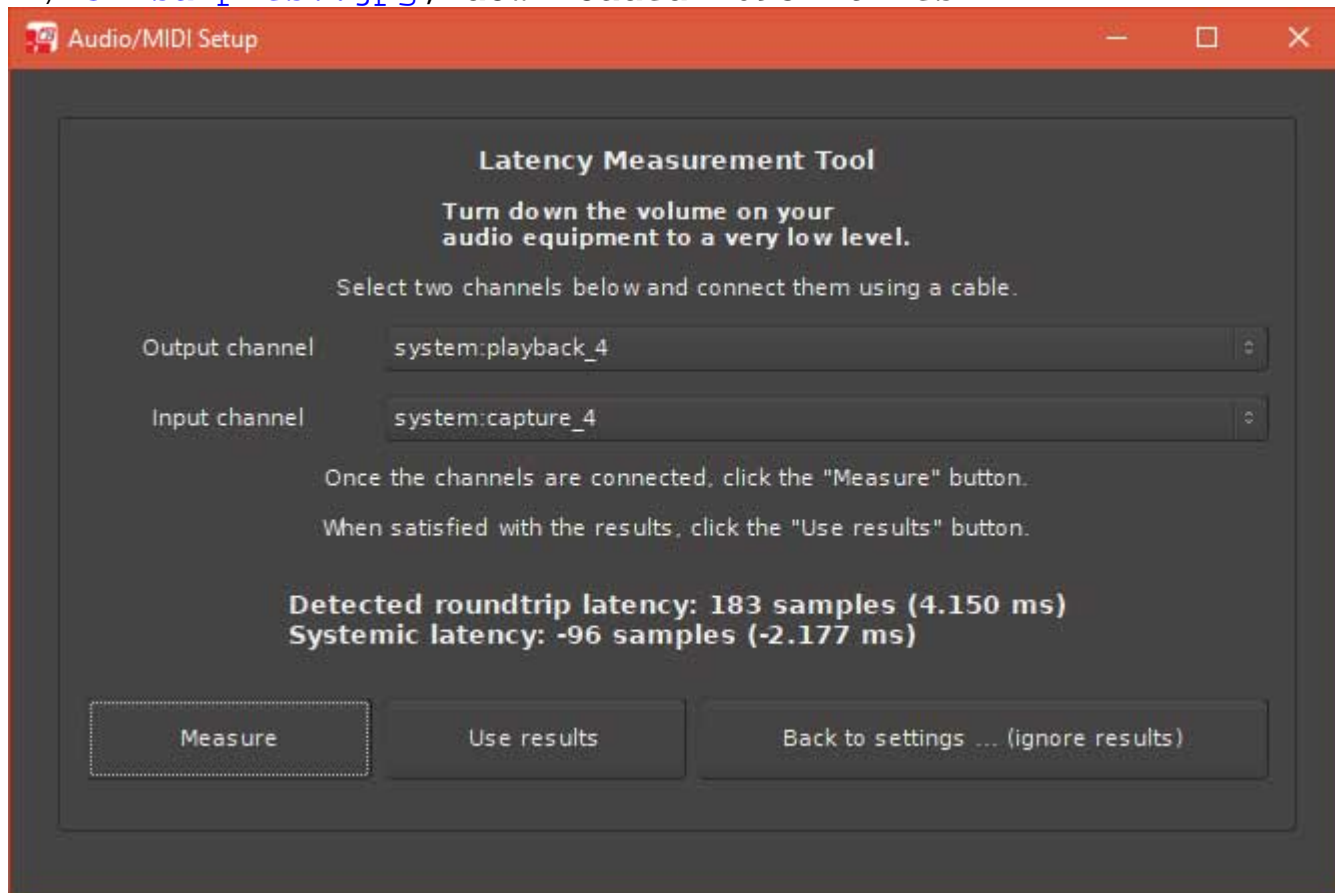 Audio/MIDI Setup
Latency Measurement Tool
Turn down the volume on your
audio equipment to a very low level.
Select two channels below and connect them using a cable.
Output channel
system:playback_4
Input channel
system:capture_4
Once the channels are connected, click the "Measure" button.
When satisfied with the results, click the "Use results" button.
Detected roundtrip latency: 183 samples (4.150 ms)
Systemic latency: -96 samples (-2.177 ms)
Measure
Use results
Back to settings ... (ignore results)